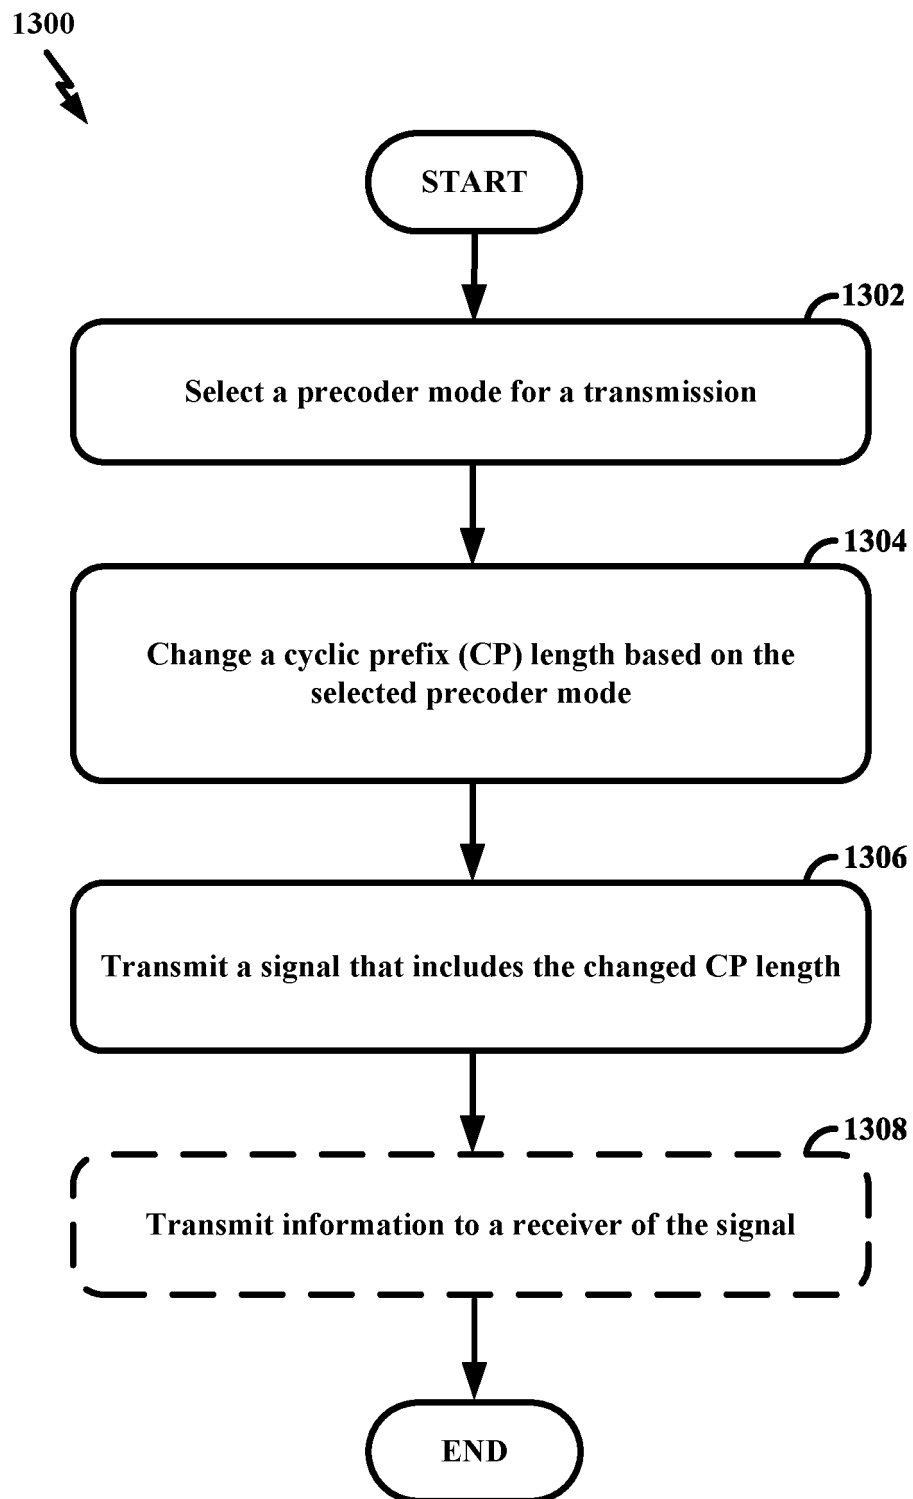 1300
START
1302
Select a precoder mode for a transmission
1304
Change a cyclic prefix (CP) length based on the
selected precoder mode
1306
Transmit a signal that includes the changed CP length
1308
Transmit information to a receiver of the signal
END